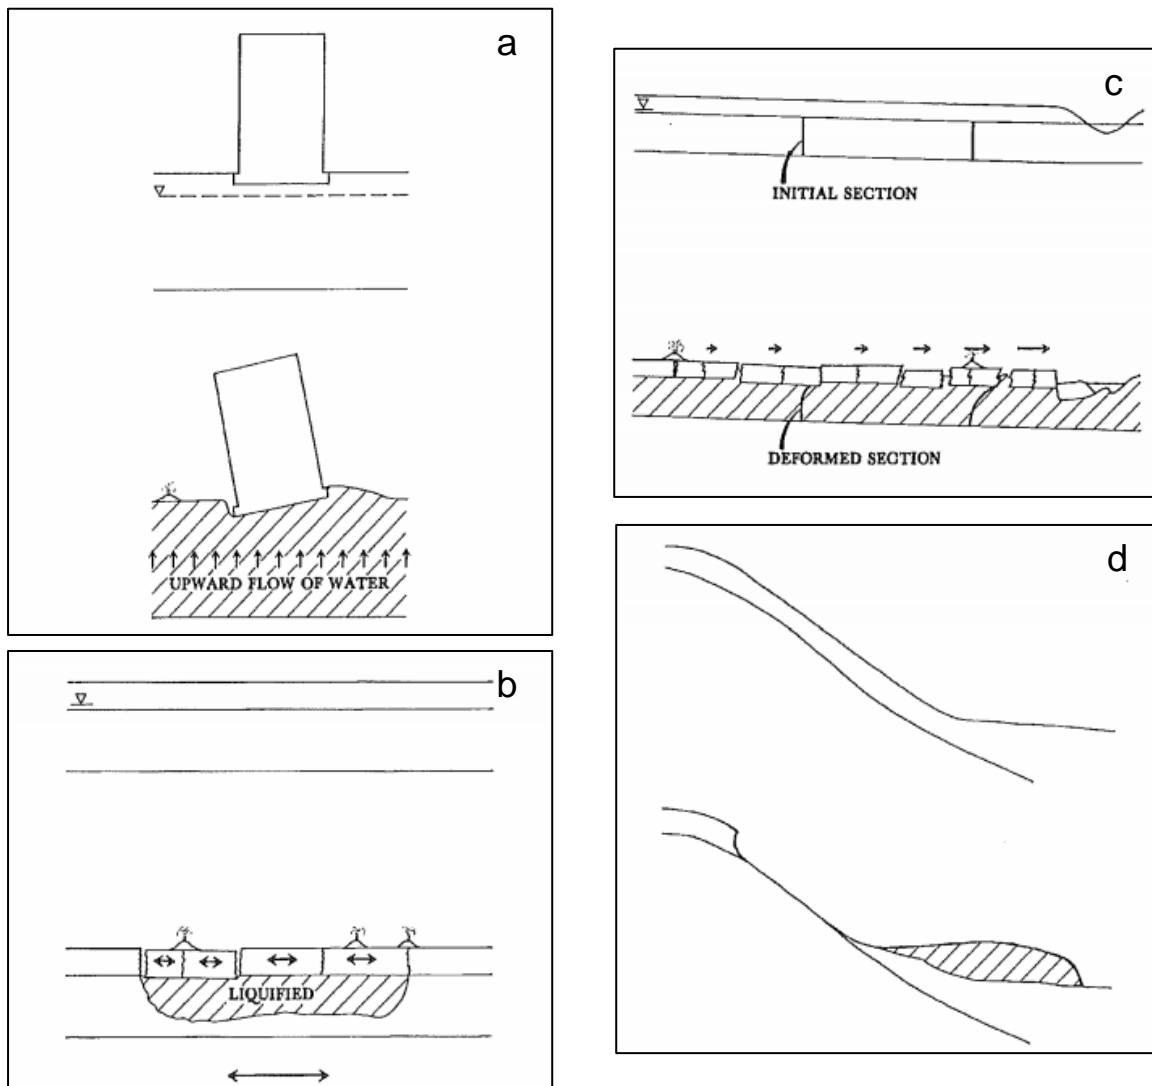 a
UPWARD FLOW OF WATER
b
LIQUIFIED
c
INITIAL SECTION
DEFORMED SECTION
d